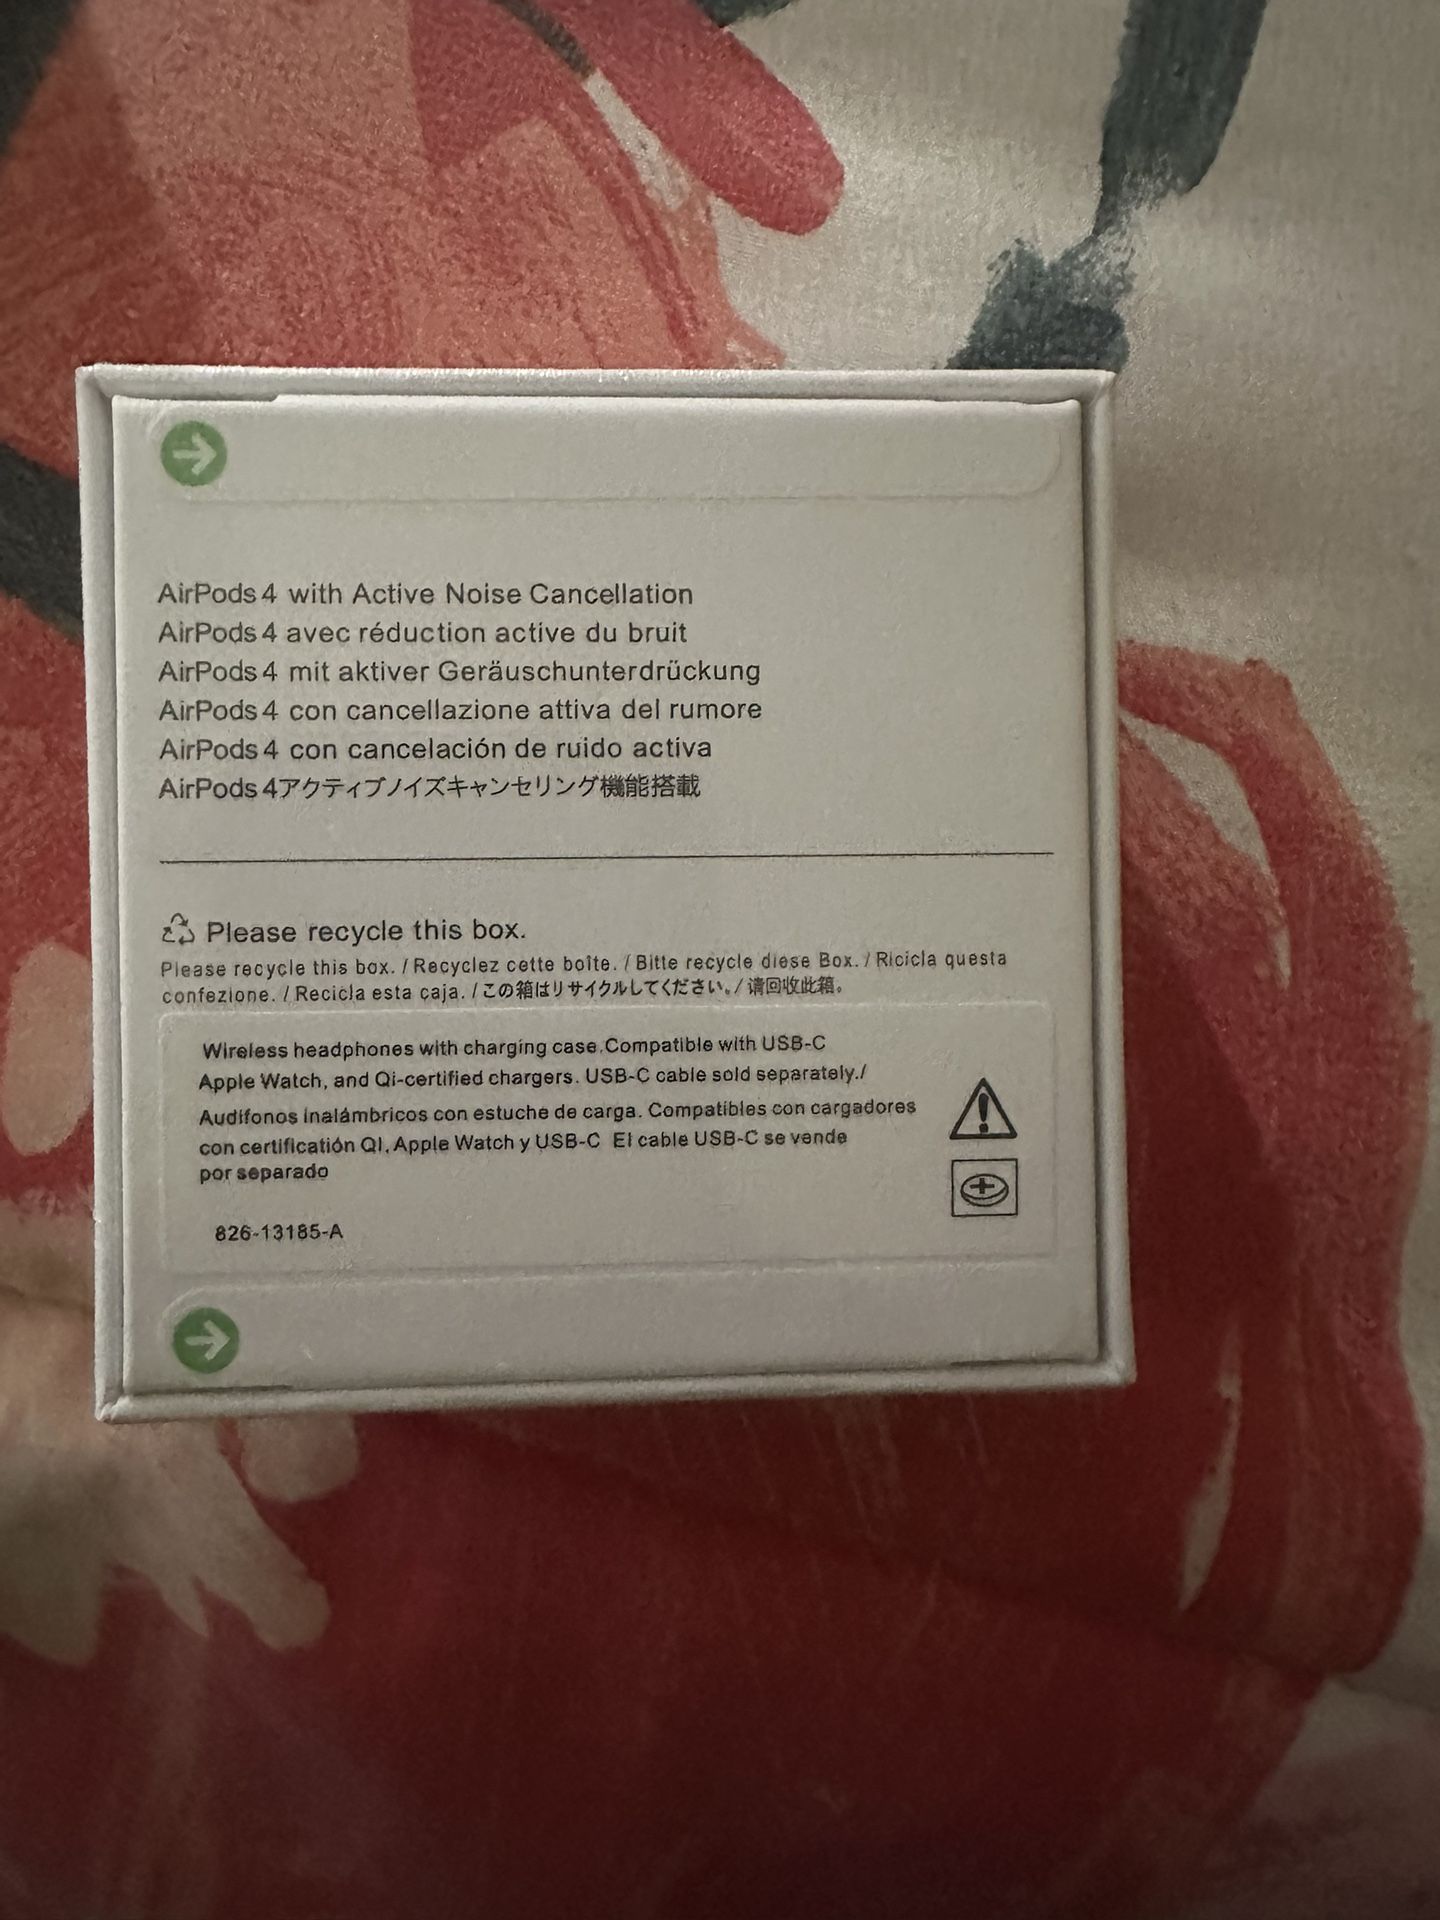 AirPods 4 with Active Noise Cancellation
AirPods 4 avec réduction active du bruit
AirPods 4 mit aktiver Geräuschunterdrückung
AirPods 4 con cancellazione attiva del rumore
AirPods 4 con cancelación de ruido activa
AirPods 4アクティブノイズキャンセリング機能搭載
Please recycle this box.
Please recycle this box. / Recyclez cette boîte. / Bitte recycle diese Box. / Ricicla questa
confezione. / Recicla esta caja. / この箱はリサイクルしてください。/ 请回收此箱。
Wireless headphones with charging case.Compatible with USB-C
Apple Watch, and Qi-certified chargers. USB-C cable sold separately./
Audífonos inalámbricos con estuche de carga. Compatibles con cargadores
con certificatión QI, Apple Watch y USB-C El cable USB-C se vende
por separado
826-13185-A